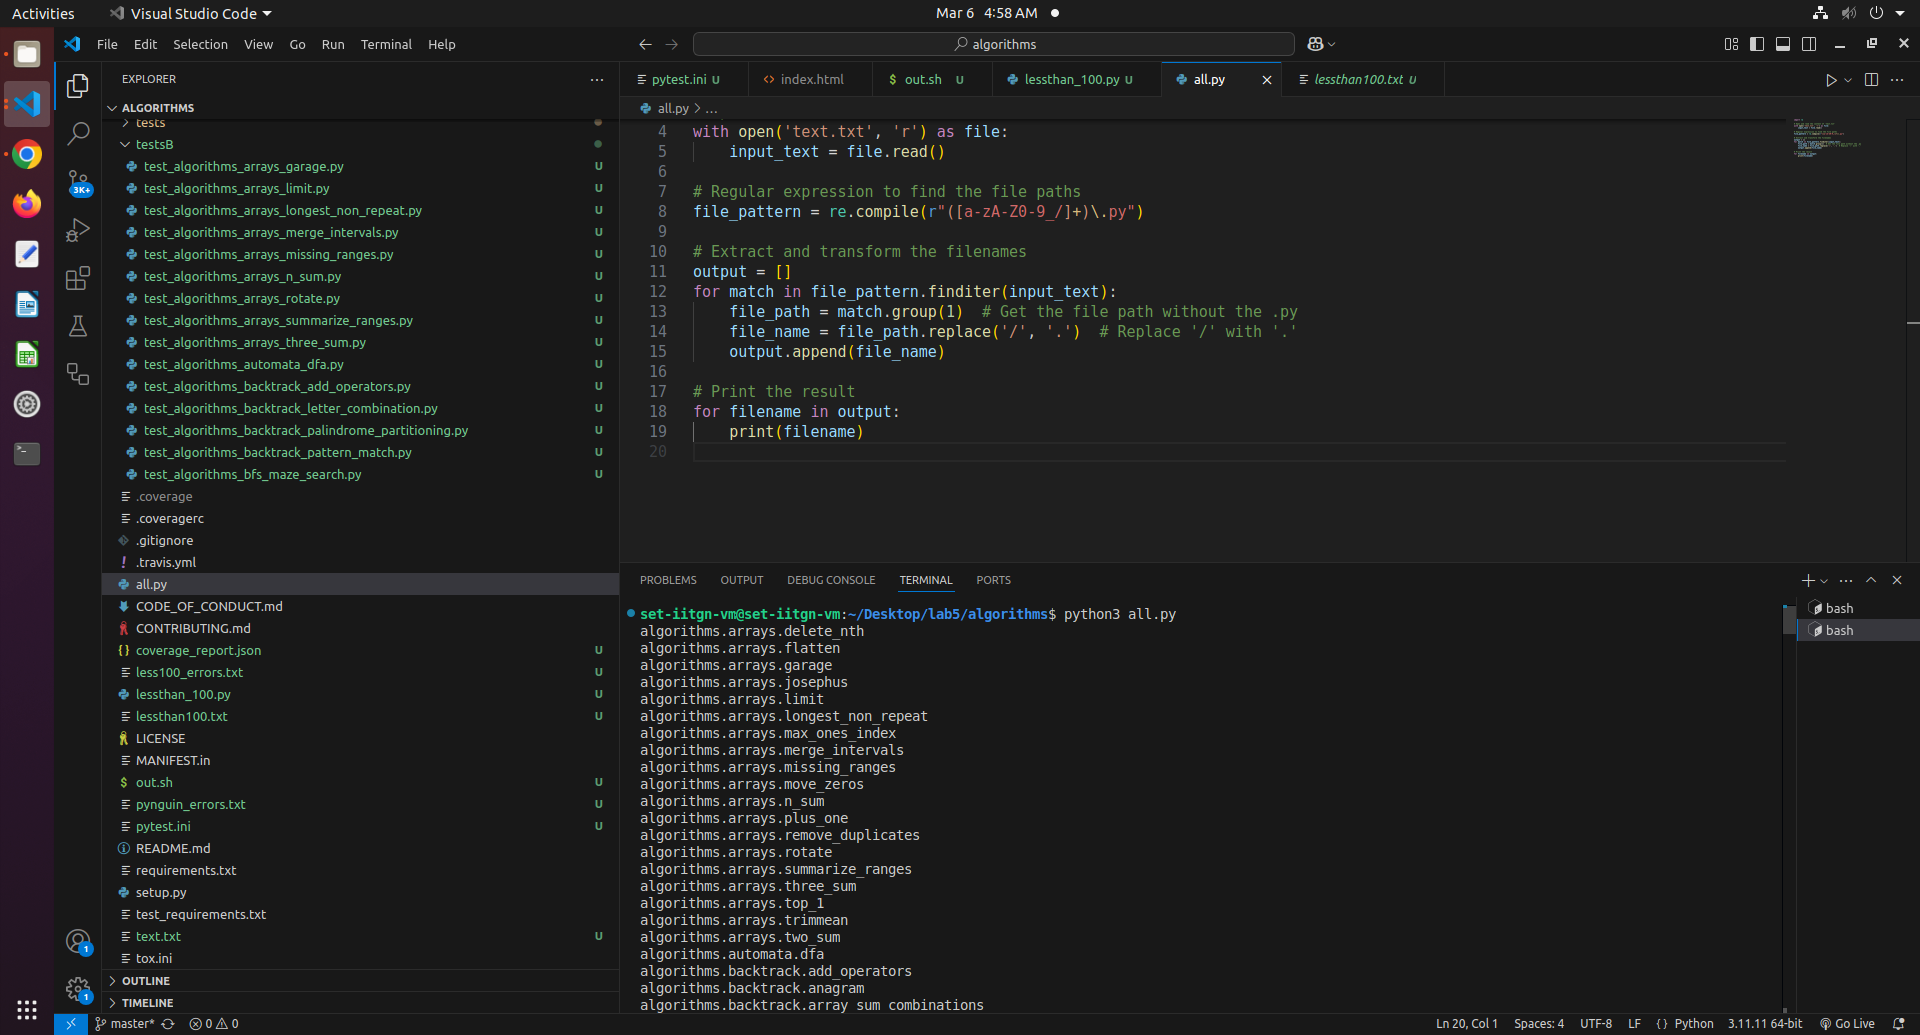 Activities
Visual Studio Code
Mar 6 4:58 AM
File Edit Selection View Go Run Terminal Help
algorithms
EXPLORER
ALGORITHMS
tests
testsB
test_algorithms_arrays_garage.py U
test_algorithms_arrays_limit.py U
test_algorithms_arrays_longest_non_repeat.py U
test_algorithms_arrays_merge_intervals.py U
test_algorithms_arrays_missing_ranges.py U
test_algorithms_arrays_n_sum.py U
test_algorithms_arrays_rotate.py U
test_algorithms_arrays_summarize_ranges.py U
test_algorithms_arrays_three_sum.py U
test_algorithms_automata_dfa.py U
test_algorithms_backtrack_add_operators.py U
test_algorithms_backtrack_letter_combination.py U
test_algorithms_backtrack_palindrome_partitioning.py U
test_algorithms_backtrack_pattern_match.py U
test_algorithms_bfs_maze_search.py U
.coverage
.coveragerc
.gitignore
.travis.yml
all.py
CODE_OF_CONDUCT.md
CONTRIBUTING.md
coverage_report.json U
less100_errors.txt U
lessthan_100.py U
lessthan100.txt U
LICENSE
MANIFEST.in
out.sh U
pynguin_errors.txt U
pytest.ini U
README.md
requirements.txt
setup.py
test_requirements.txt
text.txt U
tox.ini
OUTLINE
TIMELINE
3K+
1
1
pytest.ini U
index.html
out.sh U
lessthan_100.py U
all.py
lessthan100.txt U
all.py > ...
4 with open('text.txt', 'r') as file:
5 input_text = file.read()
6
7 # Regular expression to find the file paths
8 file_pattern = re.compile(r"([a-zA-Z0-9_/]+)\.py")
9
10 # Extract and transform the filenames
11 output = []
12 for match in file_pattern.finditer(input_text):
13 file_path = match.group(1)  # Get the file path without the .py
14 file_name = file_path.replace('/', '.')  # Replace '/' with '.'
15 output.append(file_name)
16
17 # Print the result
18 for filename in output:
19 print(filename)
20
PROBLEMS OUTPUT DEBUG CONSOLE TERMINAL PORTS
set-iitgn-vm@set-iitgn-vm:~/Desktop/lab5/algorithms$ python3 all.py
algorithms.arrays.delete_nth
algorithms.arrays.flatten
algorithms.arrays.garage
algorithms.arrays.josephus
algorithms.arrays.limit
algorithms.arrays.longest_non_repeat
algorithms.arrays.max_ones_index
algorithms.arrays.merge_intervals
algorithms.arrays.missing_ranges
algorithms.arrays.move_zeros
algorithms.arrays.n_sum
algorithms.arrays.plus_one
algorithms.arrays.remove_duplicates
algorithms.arrays.rotate
algorithms.arrays.summarize_ranges
algorithms.arrays.three_sum
algorithms.arrays.top_1
algorithms.arrays.trimmean
algorithms.arrays.two_sum
algorithms.automata.dfa
algorithms.backtrack.add_operators
algorithms.backtrack.anagram
algorithms.backtrack.array_sum_combinations
bash
bash
master* 0 0
Ln 20, Col 1 Spaces: 4 UTF-8 LF { } Python 3.11.11 64-bit Go Live